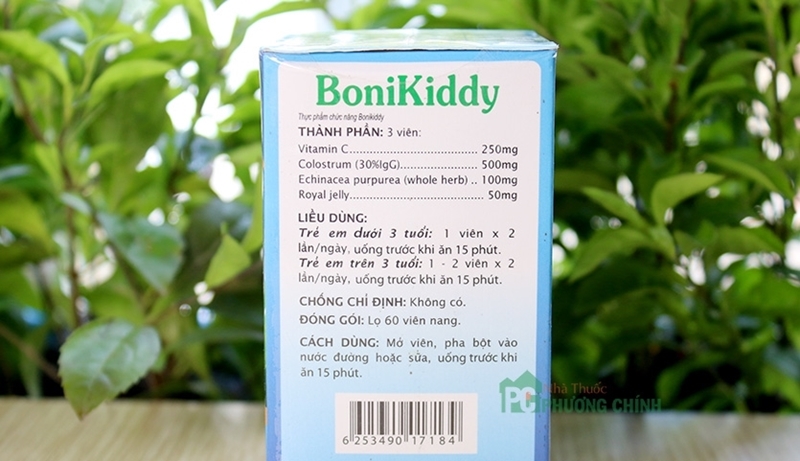 BoniKiddy
Thực phẩm chức năng Bonikiddy
THÀNH PHẦN: 3 viên:
Vitamin C................................ 250mg
Colostrum (30%IgG)..................... 500mg
Echinacea purpurea (whole herb) .. 100mg
Royal jelly.................................. 50mg
LIỀU DÙNG:
Trẻ em dưới 3 tuổi: 1 viên x 2
lần/ngày, uống trước khi ăn 15 phút.
Trẻ em trên 3 tuổi: 1 - 2 viên x 2
lần/ngày, uống trước khi ăn 15 phút.
CHỐNG CHỈ ĐỊNH: Không có.
ĐÓNG GÓI: Lọ 60 viên nang.
CÁCH DÙNG: Mở viên, pha bột vào
nước đường hoặc sữa, uống trước khi
ăn 15 phút.
6 253490 17184
Nhà Thuốc
PC PHƯƠNG CHÍNH